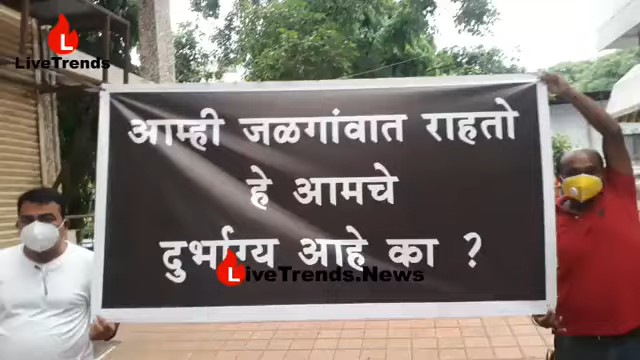 LiveTrends
आम्ही जळगांवात राहतो
हे आमचे
दुर्भाग्य आहे का ?
LiveTrends.News